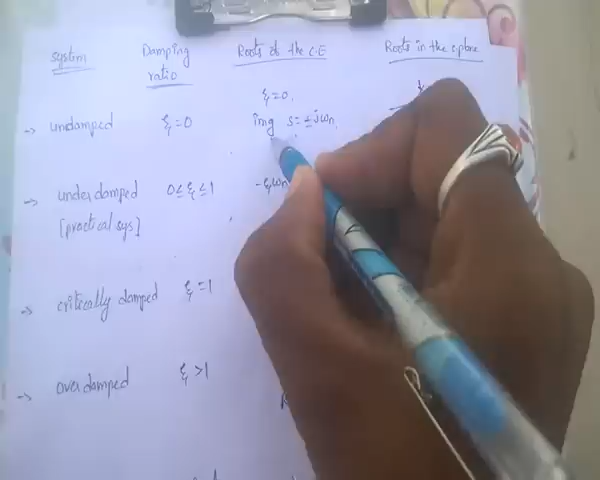 system Damping ratio Roots of the C.E Roots in the s-plane
ξ=0
→ undamped ξ=0 img s=±jωn
→ underdamped 0≤ξ≤1 -ξωn
[practical sys]
→ critically damped ξ=1
→ overdamped ξ>1